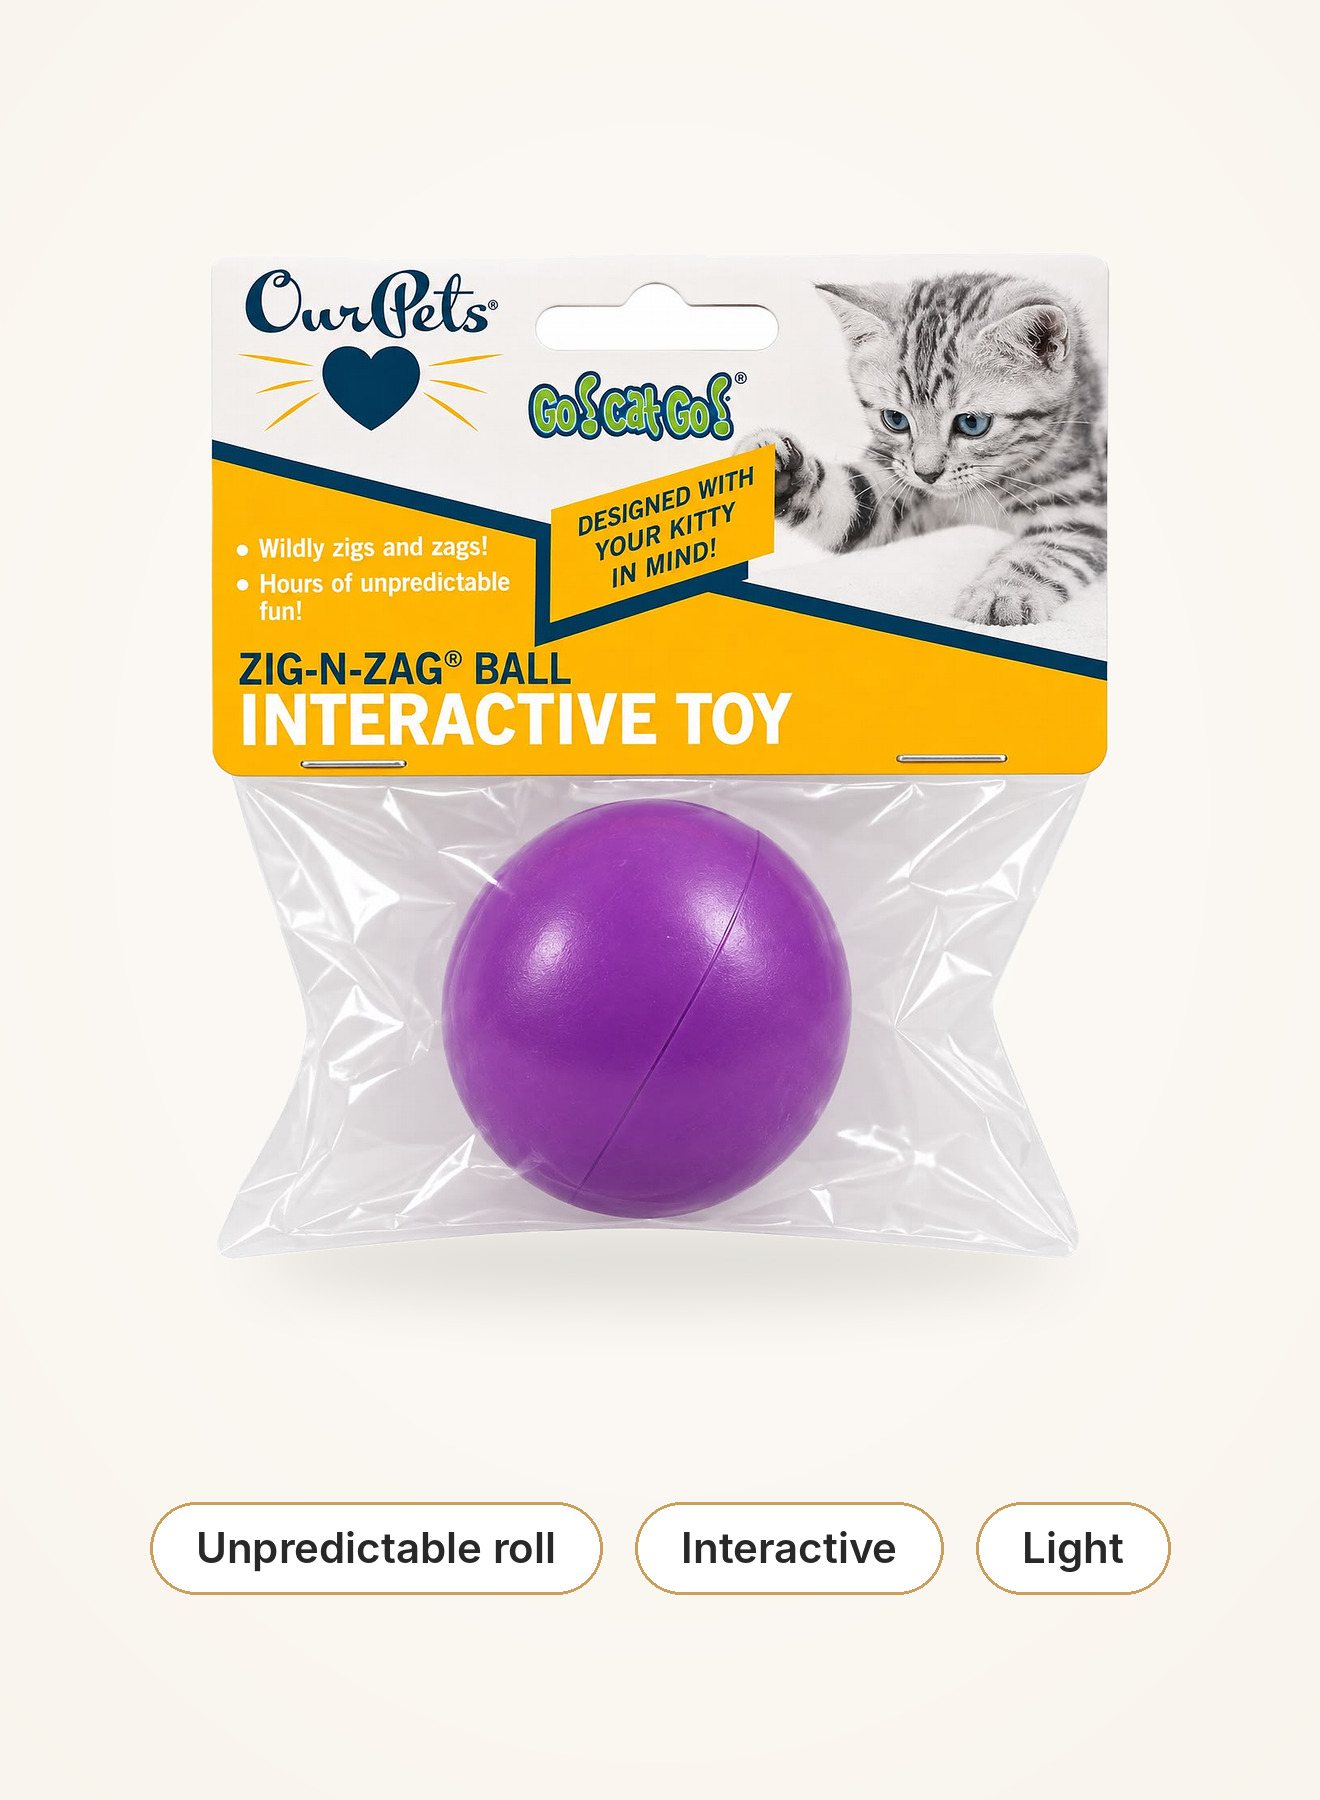 OurPets®
Go! Cat Go!®
DESIGNED WITH
YOUR KITTY
IN MIND!
• Wildly zigs and zags!
• Hours of unpredictable
fun!
ZIG-N-ZAG® BALL
INTERACTIVE TOY
Unpredictable roll
Interactive
Light